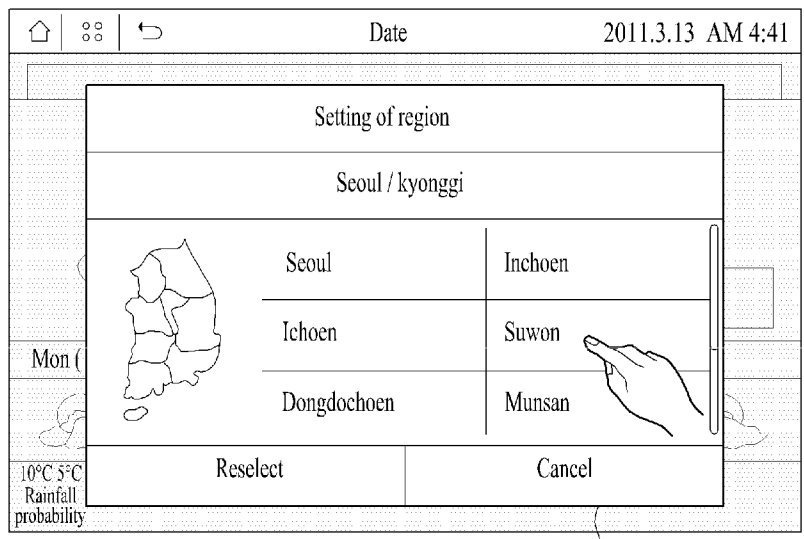 Date 2011.3.13 AM 4:41
Setting of region
Seoul / kyonggi
Seoul Inchoen
Ichoen Suwon
Mon (
Dongdochoen Munsan
Reselect Cancel
10°C 5°C
Rainfall
probability